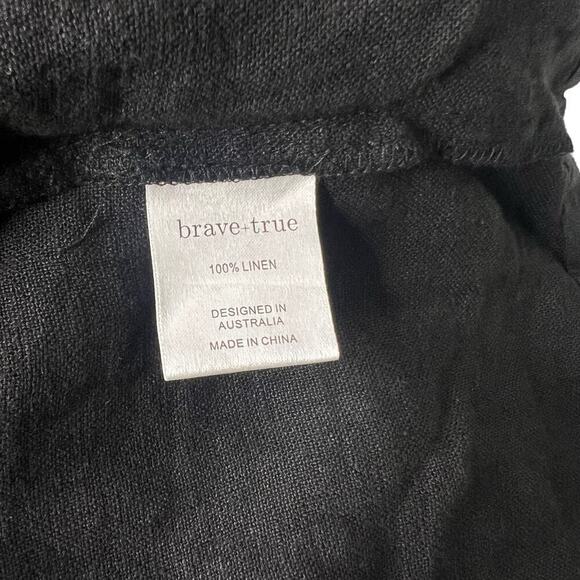 brave+true
100% LINEN
DESIGNED IN
AUSTRALIA
MADE IN CHINA